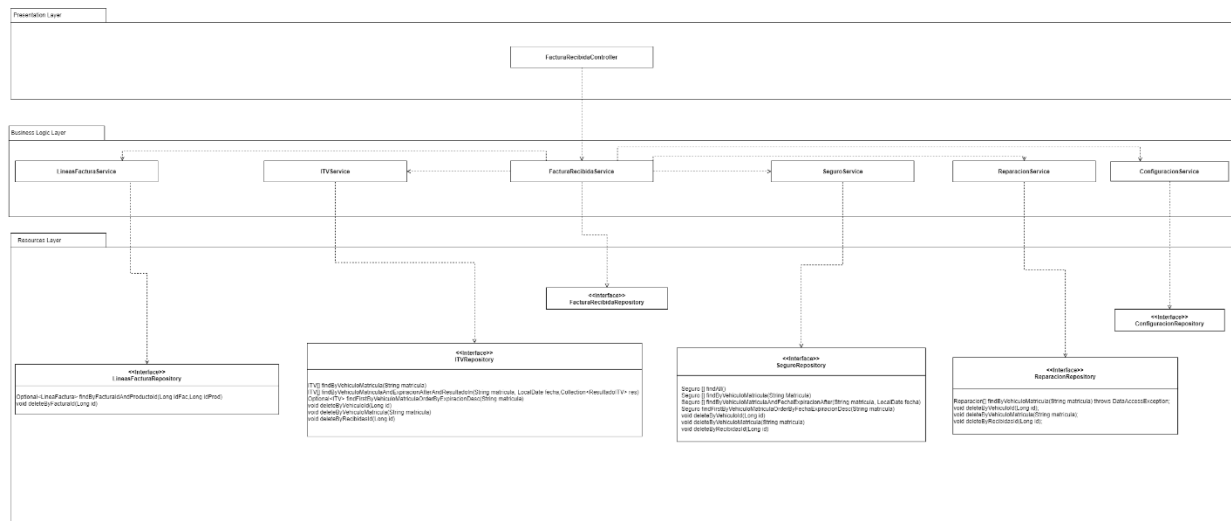 Presentation Layer
FacturaRecibidaController
Business Logic Layer
LineasFacturaService
ITVService
FacturaRecibidaService
SeguroService
ReparacionService
ConfiguracionService
Resources Layer
<<Interface>>
FacturaRecibidaRepository
<<Interface>>
ConfiguracionRepository
<<Interface>>
LineasFacturaRepository
Optional<LineaFactura> findByFacturaIdAndProductoId(Long idFac,Long idProd)
void deleteByFacturaId(Long id)
<<Interface>>
ITVRepository
ITV[] findByVehiculoMatricula(String matricula)
ITV[] findByVehiculoMatriculaAndExpiracionAfterAndResultadoIn(String matricula, LocalDate fecha,Collection<ResultadoITV> rev)
Optional<ITV> findFirstByVehiculoMatriculaOrderByExpiracionDesc(String matricula)
void deleteByVehiculoId(Long id)
void deleteByVehiculoMatricula(String matricula)
void deleteByRecibidasId(Long id)
<<Interface>>
SeguroRepository
Seguro [] findAll()
Seguro [] findByVehiculoMatricula(String Matricula)
Seguro [] findByVehiculoMatriculaAndFechaExpiracionAfter(String matricula, LocalDate fecha)
Seguro findFirstByVehiculoMatriculaOrderByFechaExpiracionDesc(String matricula)
void deleteByVehiculoId(Long id)
void deleteByVehiculoMatricula(String matricula)
void deleteByRecibidasId(Long id)
<<Interface>>
ReparacionRepository
Reparacion[] findByVehiculoMatricula(String matricula) throws DataAccessException;
void deleteByVehiculoId(Long id);
void deleteByVehiculoMatricula(String matricula);
void deleteByRecibidasId(Long id);